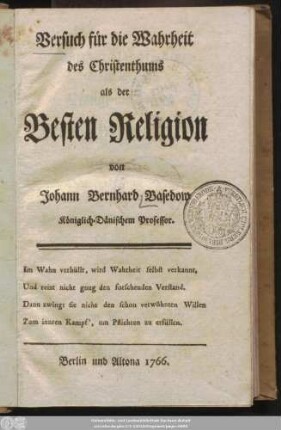 Versuch für die Wahrheit
des Christenthums
als der
Besten Religion
von
Johann Bernhard Basedow
Königlich-Dänischem Professor.
Im Wahn verhüllt, wird Wahrheit selbst verkannt,
Und reizt nicht gnug den forschenden Verstand,
Dann zwingt sie nicht den schon verwöhnten Willen
Zum innren Kampf, um Pflichten zu erfüllen.
Berlin und Altona 1766.